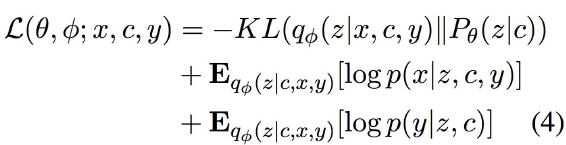 ℒ(θ, ϕ; x, c, y) = −KL(q_ϕ(z|x, c, y)‖P_θ(z|c))
+ 𝐄_{q_ϕ(z|c,x,y)}[log p(x|z, c, y)]
+ 𝐄_{q_ϕ(z|c,x,y)}[log p(y|z, c)] (4)